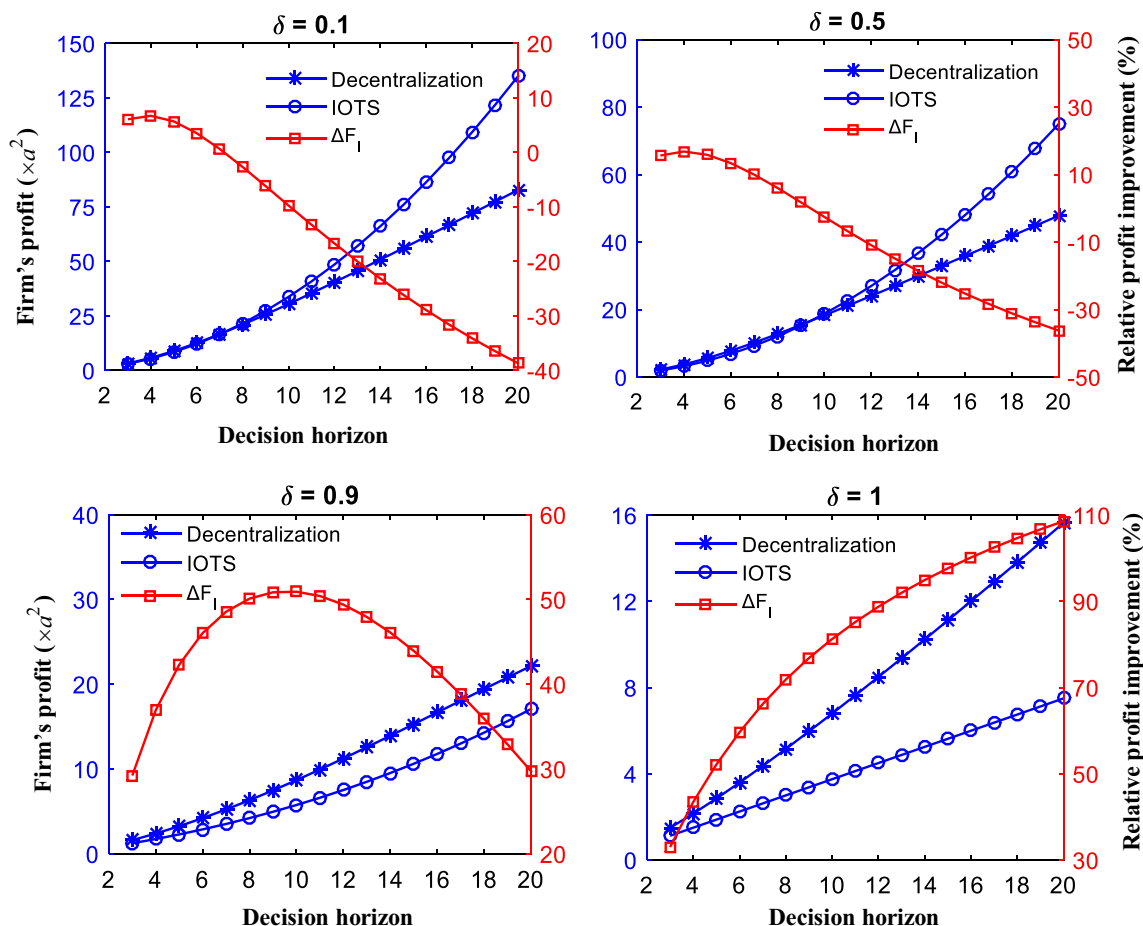 δ = 0.1
Firm's profit (×a²)
150
125
100
75
50
25
0
20
10
0
-10
-20
-30
-40
Decentralization
IOTS
ΔF_I
2 4 6 8 10 12 14 16 18 20
Decision horizon
δ = 0.5
100
80
60
40
20
0
50
30
10
-10
-30
-50
Relative profit improvement (%)
Decentralization
IOTS
ΔF_I
2 4 6 8 10 12 14 16 18 20
Decision horizon
δ = 0.9
Firm's profit (×a²)
40
30
20
10
0
60
50
40
30
20
Decentralization
IOTS
ΔF_I
2 4 6 8 10 12 14 16 18 20
Decision horizon
δ = 1
16
12
8
4
0
110
90
70
50
30
Relative profit improvement (%)
Decentralization
IOTS
ΔF_I
2 4 6 8 10 12 14 16 18 20
Decision horizon